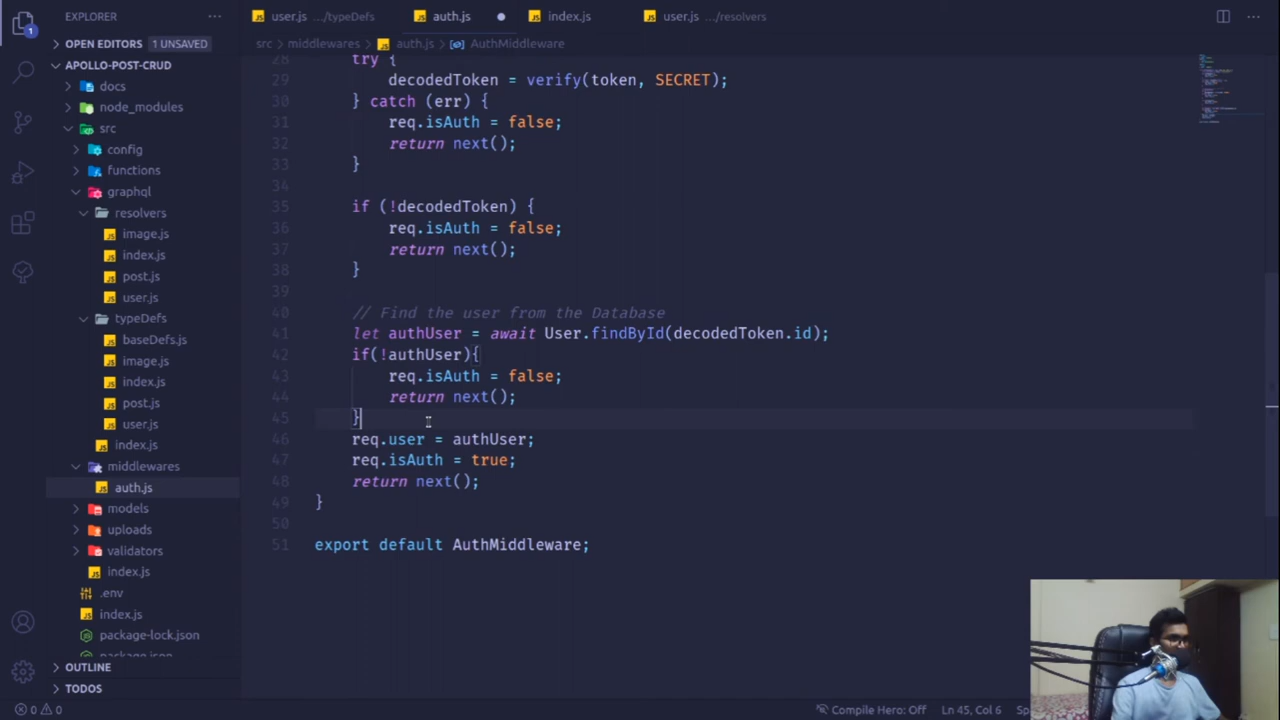 EXPLORER
user.js .../typeDefs
auth.js
index.js
user.js .../resolvers
1
OPEN EDITORS 1 UNSAVED
src > middlewares > auth.js > AuthMiddleware
APOLLO-POST-CRUD
docs
node_modules
src
config
functions
graphql
resolvers
image.js
index.js
post.js
user.js
typeDefs
baseDefs.js
image.js
index.js
post.js
user.js
index.js
middlewares
auth.js
models
uploads
validators
index.js
.env
index.js
package-lock.json
package.json
OUTLINE
TODOS
28 try {
29 decodedToken = verify(token, SECRET);
30 } catch (err) {
31 req.isAuth = false;
32 return next();
33 }
34
35 if (!decodedToken) {
36 req.isAuth = false;
37 return next();
38 }
39
40 // Find the user from the Database
41 let authUser = await User.findById(decodedToken.id);
42 if(!authUser){
43 req.isAuth = false;
44 return next();
45 }
46 req.user = authUser;
47 req.isAuth = true;
48 return next();
49 }
50
51 export default AuthMiddleware;
0 0
Compile Hero: Off
Ln 45, Col 6